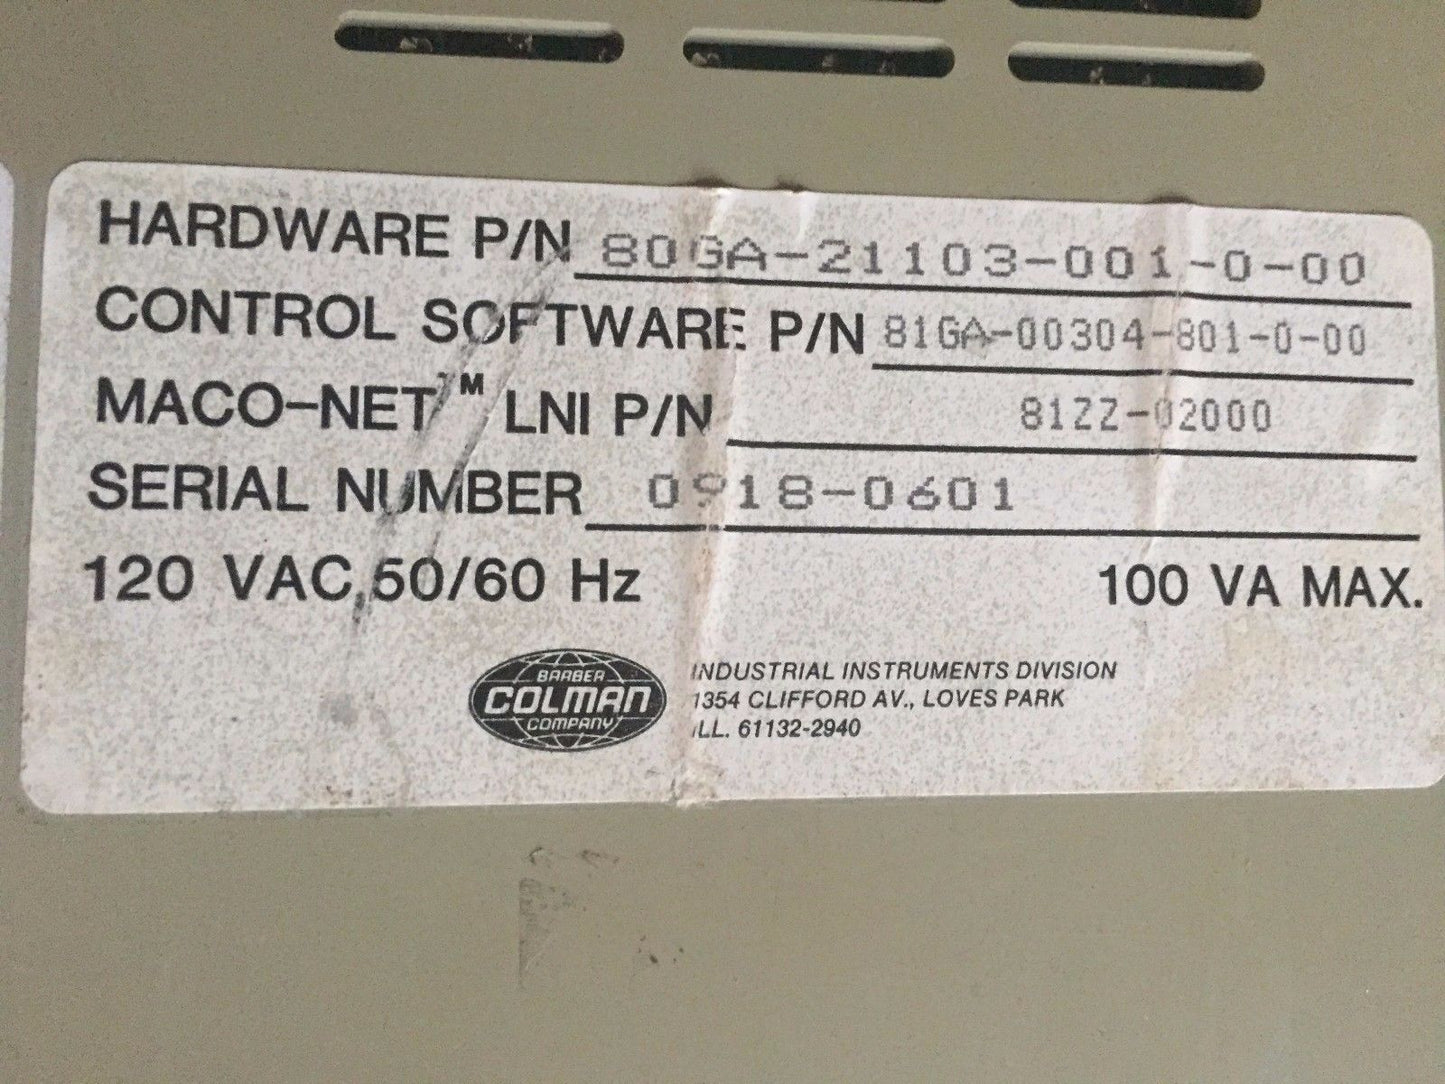 HARDWARE P/N 80GA-21103-001-0-00
CONTROL SOFTWARE P/N 81GA-00304-801-0-00
MACO-NET™ LNI P/N 81ZZ-02000
SERIAL NUMBER 0918-0601
120 VAC, 50/60 Hz 100 VA MAX.
BARBER
COLMAN
COMPANY
INDUSTRIAL INSTRUMENTS DIVISION
1354 CLIFFORD AV., LOVES PARK
ILL. 61132-2940